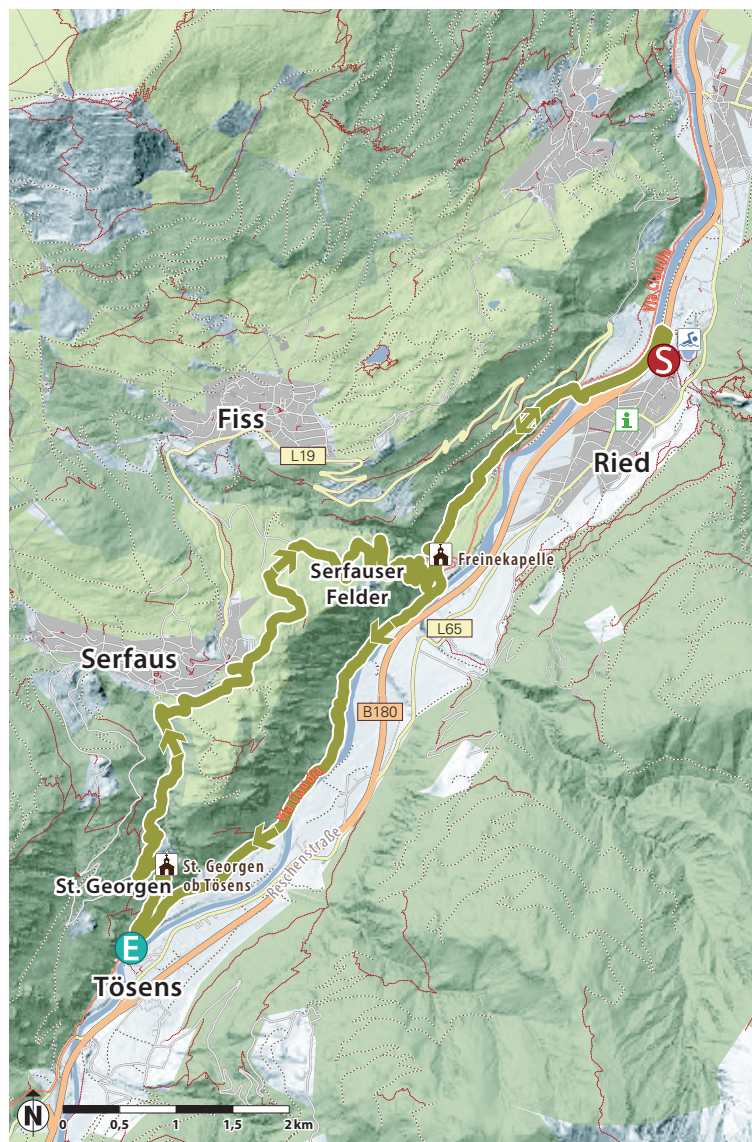 Via Claudia
S
i
Fiss
L19
Ried
Freinekapelle
Serfauser
Felder
L65
Serfaus
B180
Via Claudia
Reschenstraße
St. Georgen
ob Tösens
St. Georgen
E
Tösens
N
0 0,5 1 1,5 2 km